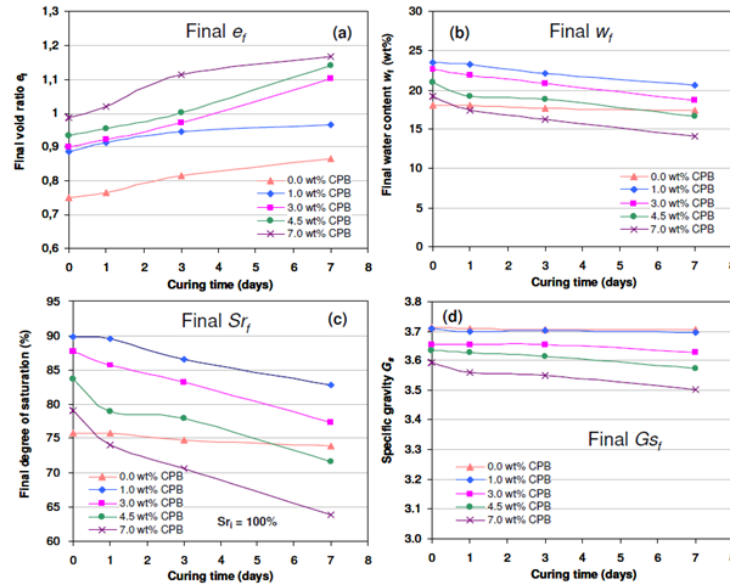 Final ef (a)
Final void ratio ef
1,3
1,2
1,1
1
0,9
0,8
0,7
0,6
0.0 wt% CPB
1.0 wt% CPB
3.0 wt% CPB
4.5 wt% CPB
7.0 wt% CPB
0 1 2 3 4 5 6 7 8
Curing time (days)
(b) Final wf
Final water content wf (wt%)
30
25
20
15
10
5
0
0.0 wt% CPB
1.0 wt% CPB
3.0 wt% CPB
4.5 wt% CPB
7.0 wt% CPB
0 1 2 3 4 5 6 7 8
Curing time (days)
Final Srf (c)
Final degree of saturation (%)
95
90
85
80
75
70
65
60
0.0 wt% CPB
1.0 wt% CPB
3.0 wt% CPB
4.5 wt% CPB
7.0 wt% CPB
Sri = 100%
0 1 2 3 4 5 6 7 8
Curing time (days)
(d)
Specific gravity Gs
3.8
3.7
3.6
3.5
3.4
3.3
3.2
3.1
3.0
Final Gsf
0.0 wt% CPB
1.0 wt% CPB
3.0 wt% CPB
4.5 wt% CPB
7.0 wt% CPB
0 1 2 3 4 5 6 7 8
Curing time (days)